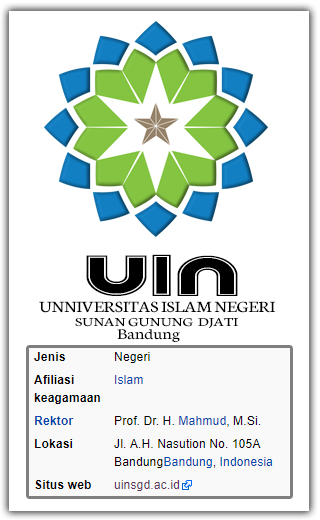 uin
UNNIVERSITAS ISLAM NEGERI
SUNAN GUNUNG DJATI
Bandung
Jenis Negeri
Afiliasi Islam
keagamaan
Rektor Prof. Dr. H. Mahmud, M.Si.
Lokasi Jl. A.H. Nasution No. 105A
BandungBandung, Indonesia
Situs web uinsgd.ac.id